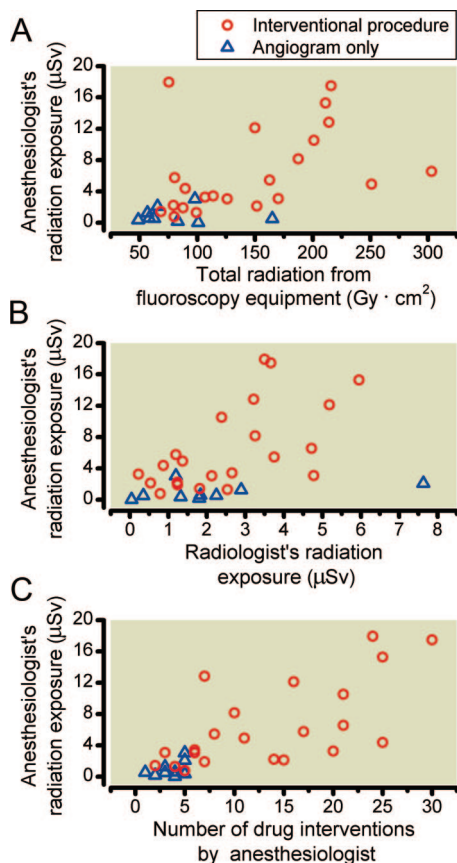 A
Interventional procedure
Angiogram only
Anesthesiologist's
radiation exposure (µSv)
20
16
12
8
4
0
50 100 150 200 250 300
Total radiation from
fluoroscopy equipment (Gy · cm²)
B
Anesthesiologist's
radiation exposure (µSv)
20
16
12
8
4
0
0 1 2 3 4 5 6 7 8
Radiologist's radiation
exposure (µSv)
C
Anesthesiologist's
radiation exposure (µSv)
20
16
12
8
4
0
0 5 10 15 20 25 30
Number of drug interventions
by anesthesiologist